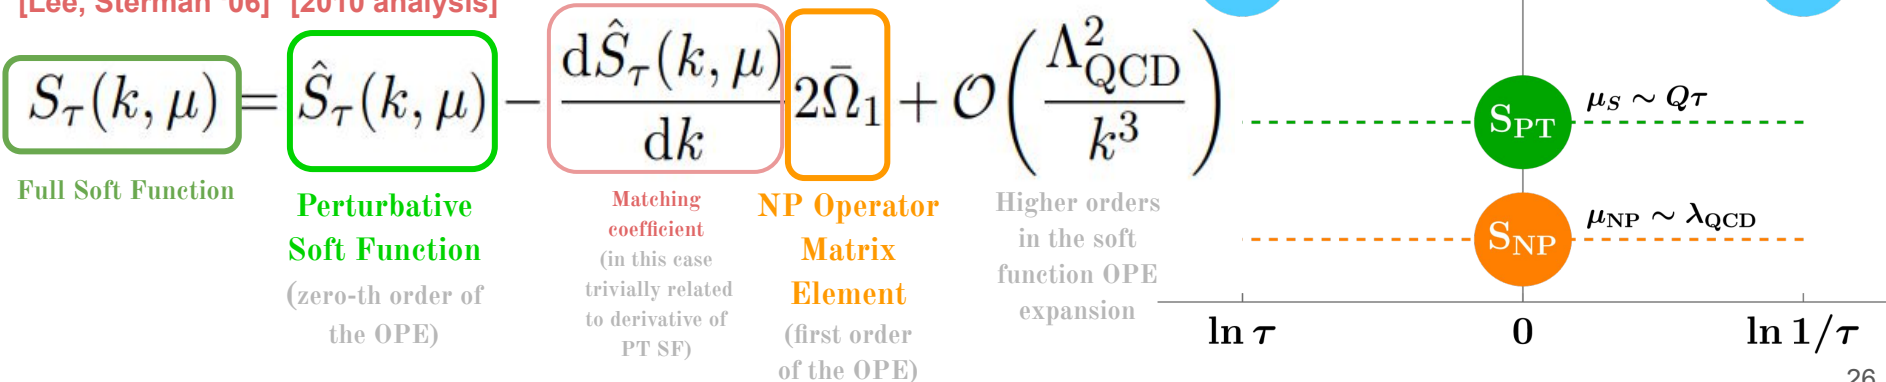 [Lee, Sterman '06] [2010 analysis]
S_τ(k, μ) = Ŝ_τ(k, μ) − dŜ_τ(k, μ)/dk 2Ω̄_1 + 𝒪(Λ²_QCD/k³)
Full Soft Function
Perturbative
Soft Function
(zero-th order of
the OPE)
Matching
coefficient
(in this case
trivially related
to derivative of
PT SF)
NP Operator
Matrix
Element
(first order
of the OPE)
Higher orders
in the soft
function OPE
expansion
S_PT
μ_S ∼ Qτ
S_NP
μ_NP ∼ λ_QCD
ln τ
0
ln 1/τ
26